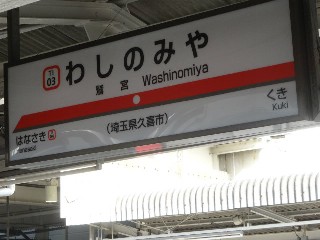 TI
03
わしのみや
鷲宮 Washinomiya
はなさき
くき
Kuki
(埼玉県久喜市)